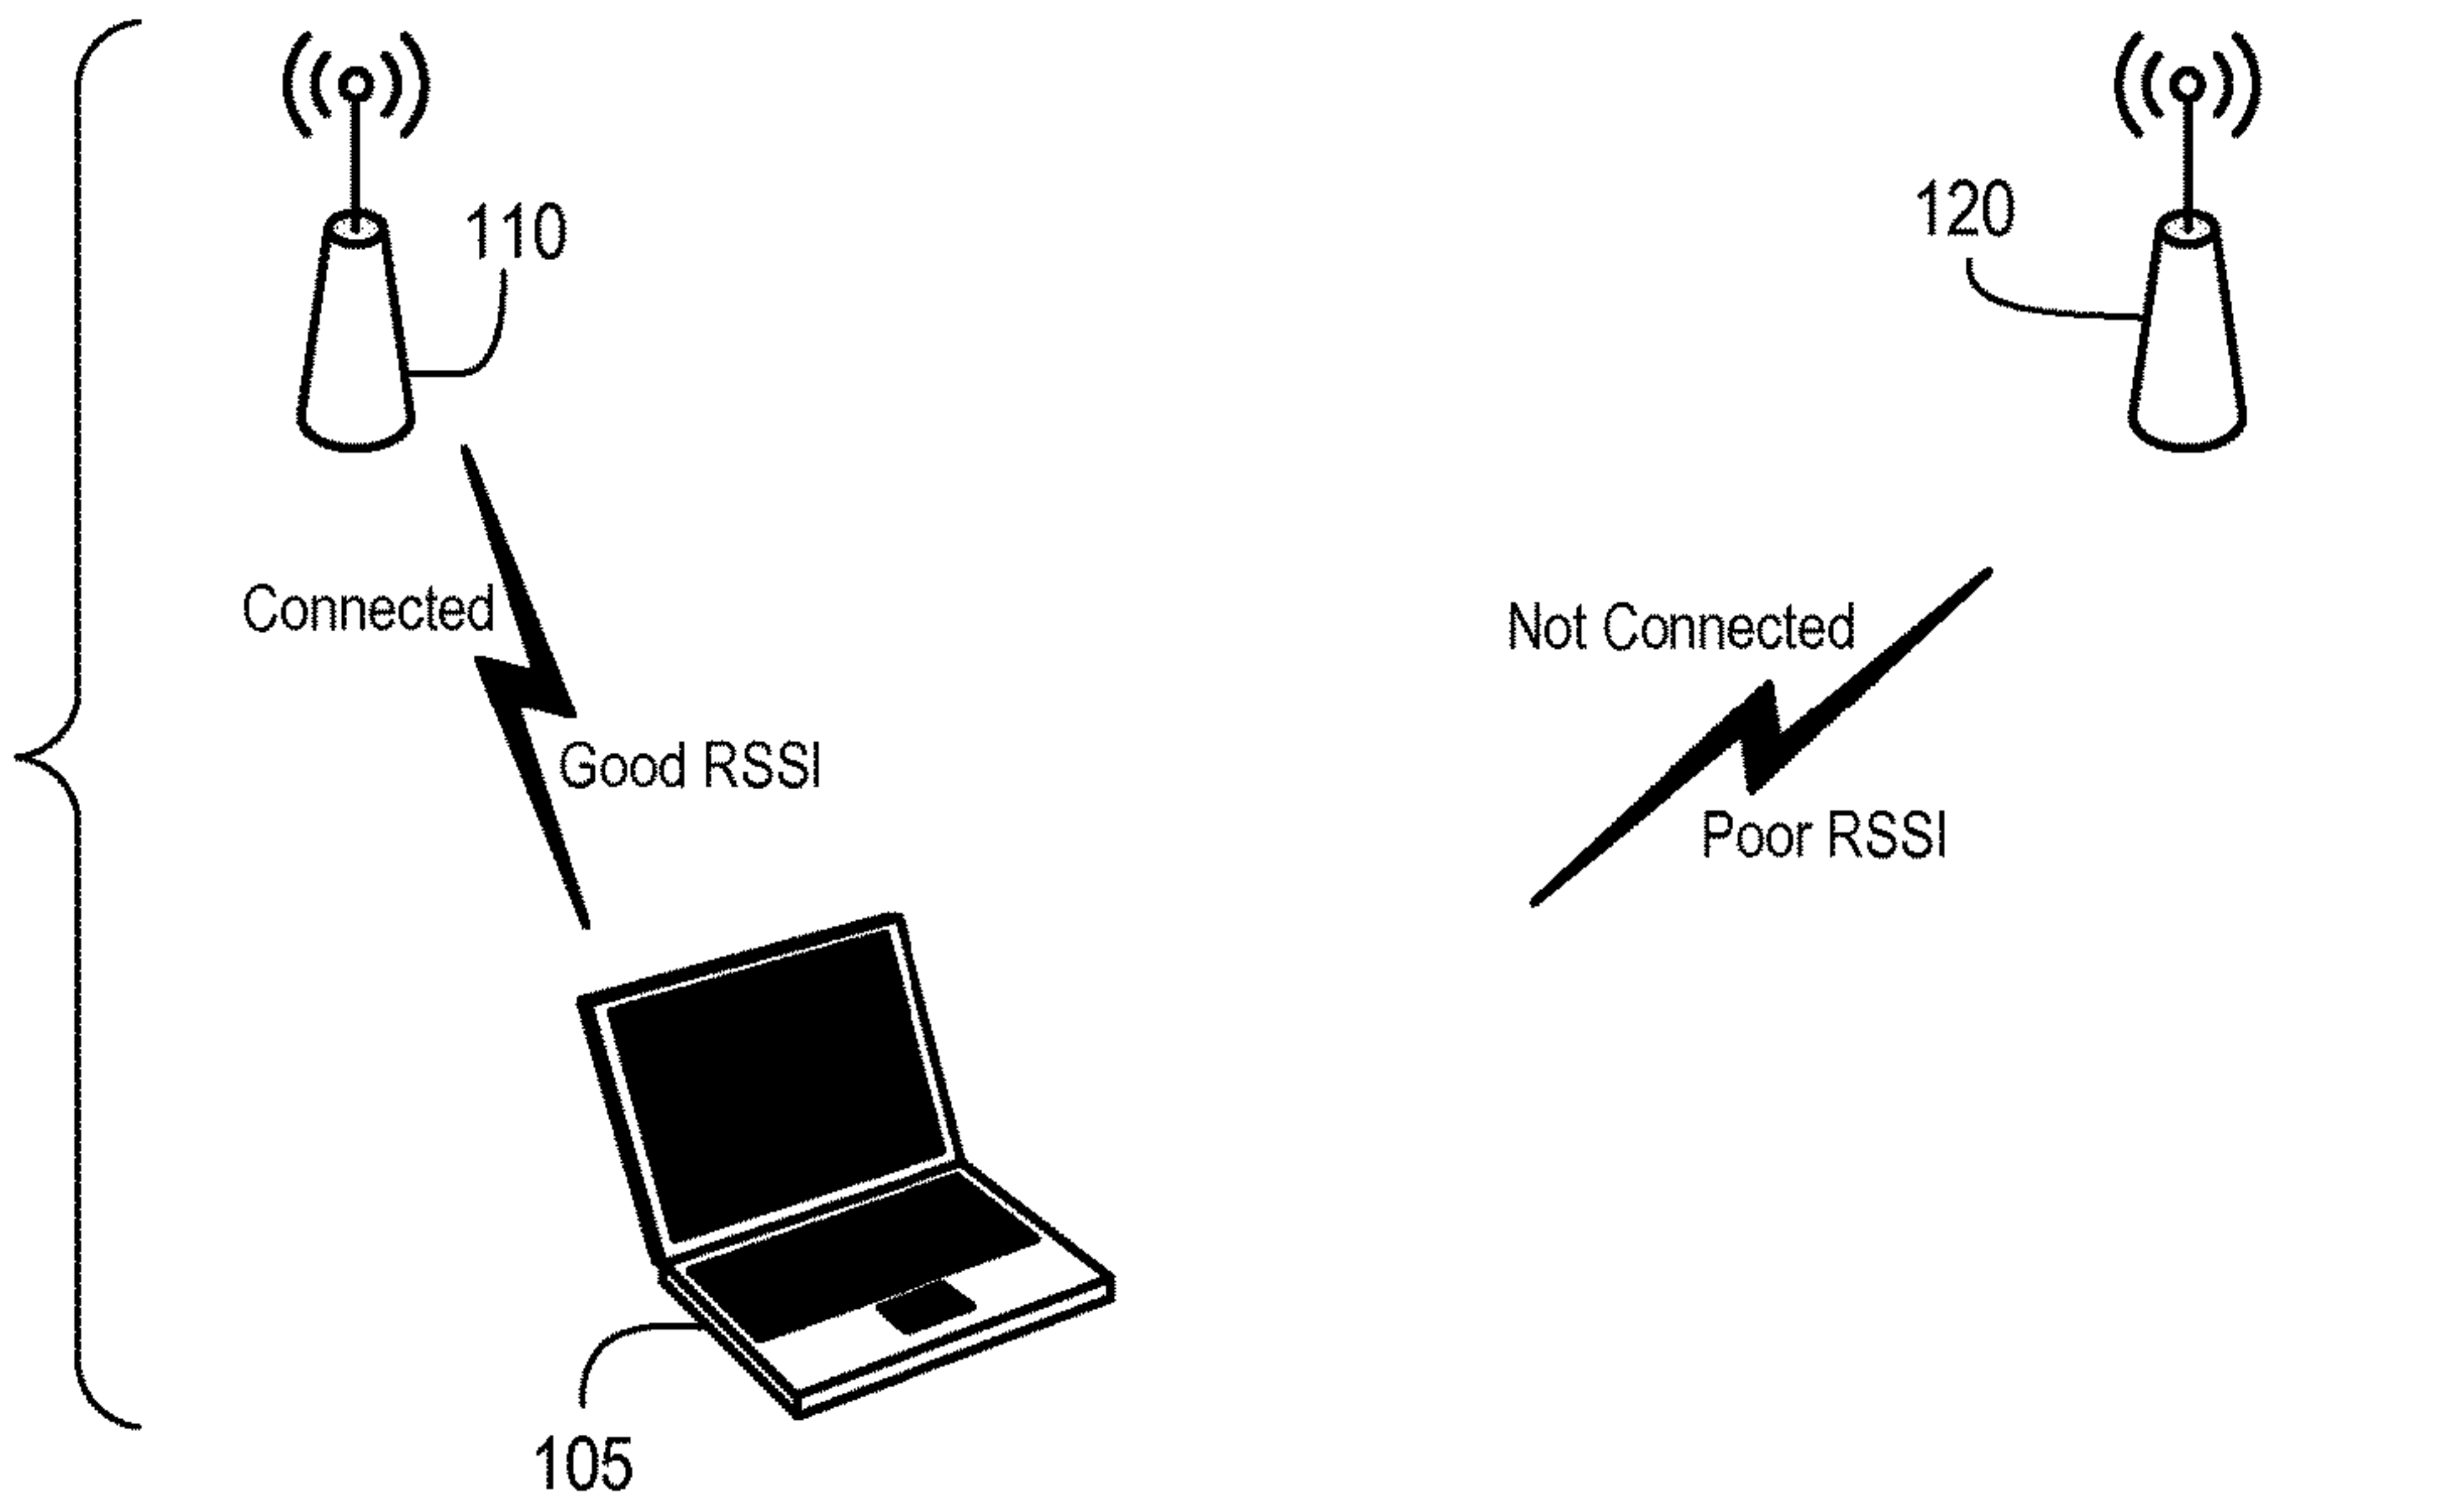 110
120
Connected
Not Connected
Good RSSI
Poor RSSI
105